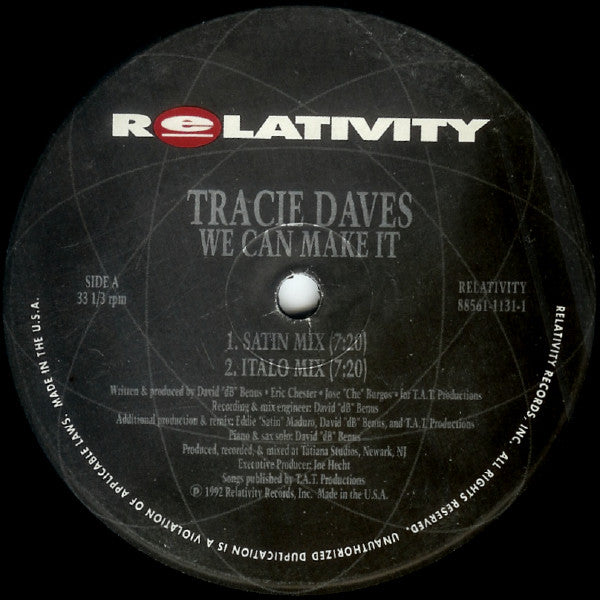 RELATIVITY
TRACIE DAVES
WE CAN MAKE IT
SIDE A
33 1/3 rpm
RELATIVITY
88561-1131-1
1. SATIN MIX (7:20)
2. ITALO MIX (7:20)
Written & produced by David "dB" Benus • Eric Chester • Jose "Che" Burgos • for T.A.T. Productions
Recording & mix engineer: David "dB" Benus
Additional production & remix: Eddie "Satin" Maduro, David "dB" Benus, and T.A.T. Productions
Piano & sax solo: David "dB" Benus
Produced, recorded, & mixed at Tatiana Studios, Newark, NJ
Executive Producer: Joe Hecht
Songs published by T.A.T. Productions
℗ 1992 Relativity Records, Inc. Made in the U.S.A.
RELATIVITY RECORDS, INC. ALL RIGHTS RESERVED. UNAUTHORIZED DUPLICATION IS A VIOLATION OF APPLICABLE LAWS. MADE IN THE U.S.A.